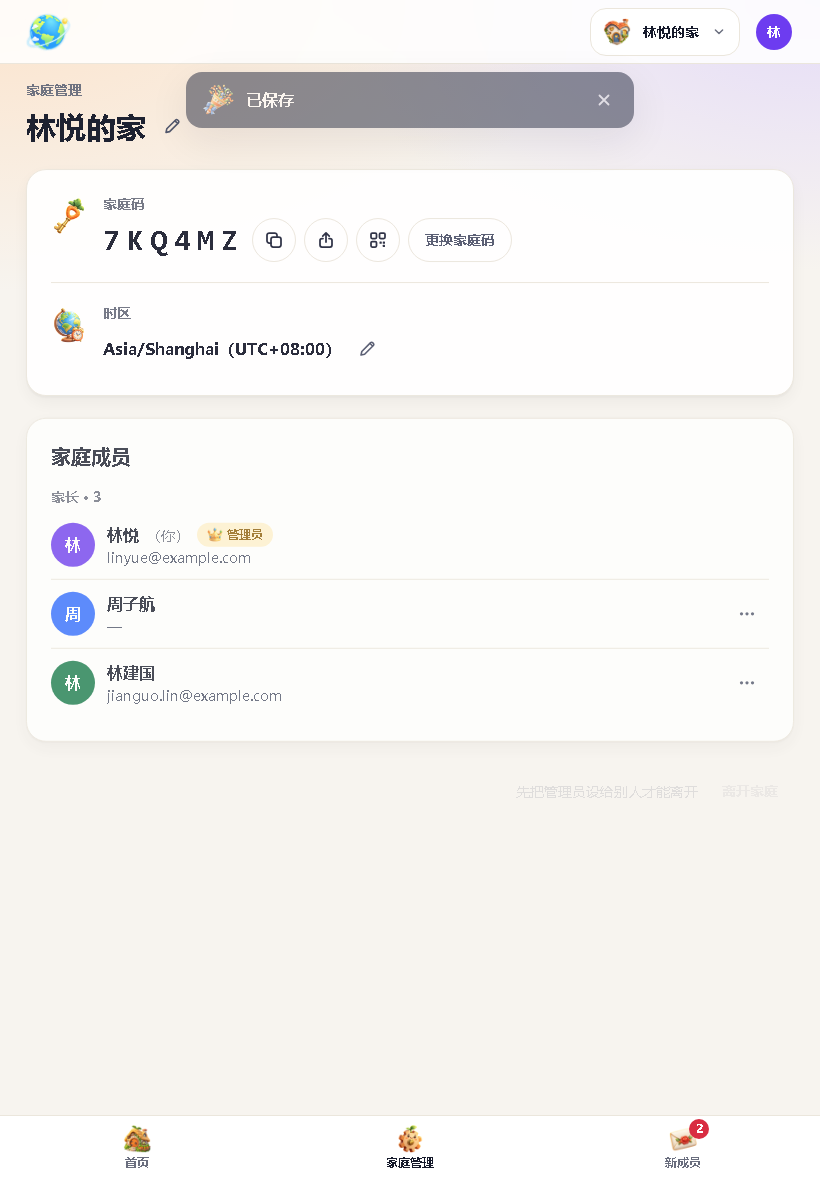 林悦的家
林
家庭管理
已保存
林悦的家
家庭码
7KQ4MZ
更换家庭码
时区
Asia/Shanghai（UTC+08:00）
家庭成员
家长 • 3
林
林悦 （你） 管理员
linyue@example.com
周
周子航
—
林
林建国
jianguo.lin@example.com
先把管理员设给别人才能离开 离开家庭
首页
家庭管理
2
新成员